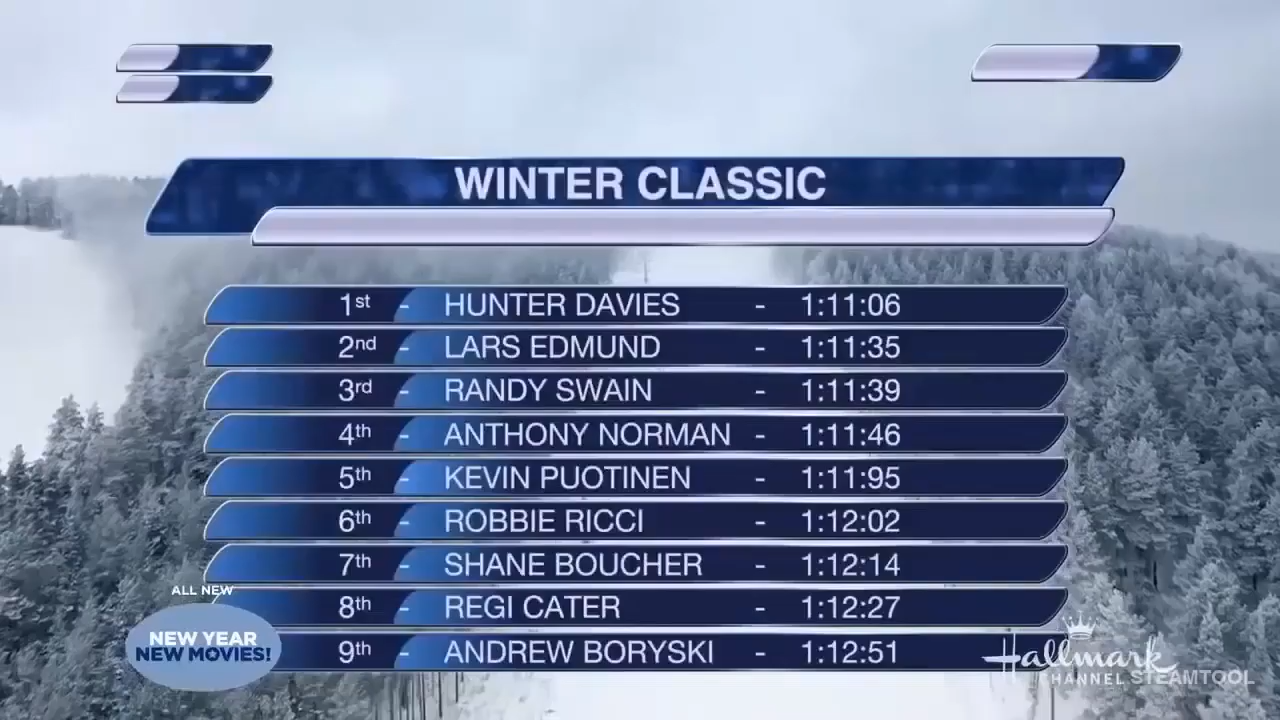 WINTER CLASSIC
1st - HUNTER DAVIES - 1:11:06
2nd - LARS EDMUND - 1:11:35
3rd - RANDY SWAIN - 1:11:39
4th - ANTHONY NORMAN - 1:11:46
5th - KEVIN PUOTINEN - 1:11:95
6th - ROBBIE RICCI - 1:12:02
7th - SHANE BOUCHER - 1:12:14
8th - REGI CATER - 1:12:27
9th - ANDREW BORYSKI - 1:12:51
ALL NEW
NEW YEAR
NEW MOVIES!
Hallmark
CHANNEL
STEAMTOOL